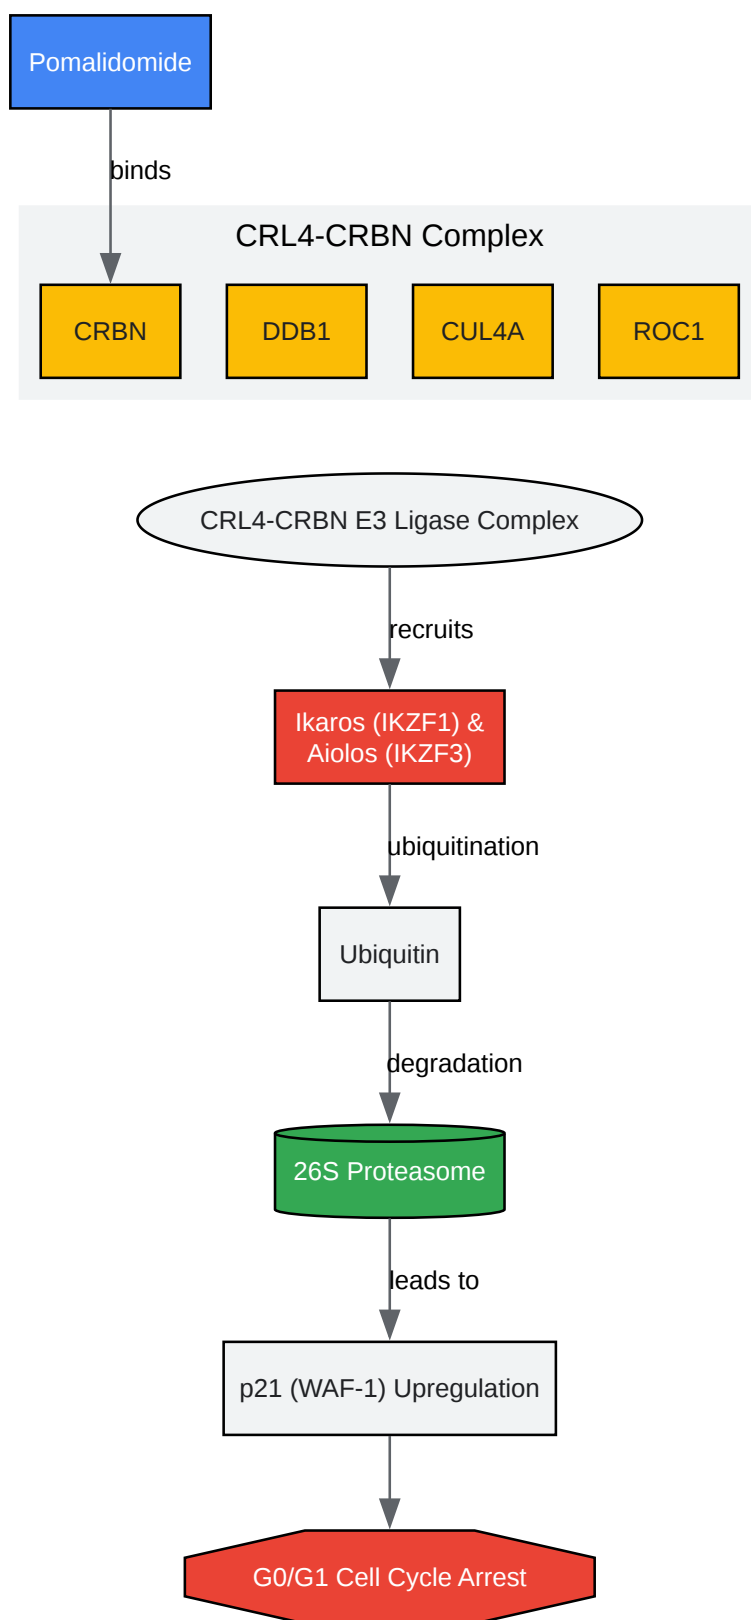 Pomalidomide
binds
CRL4-CRBN Complex
CRBN
DDB1
CUL4A
ROC1
CRL4-CRBN E3 Ligase Complex
recruits
Ikaros (IKZF1) &
Aiolos (IKZF3)
ubiquitination
Ubiquitin
degradation
26S Proteasome
leads to
p21 (WAF-1) Upregulation
G0/G1 Cell Cycle Arrest